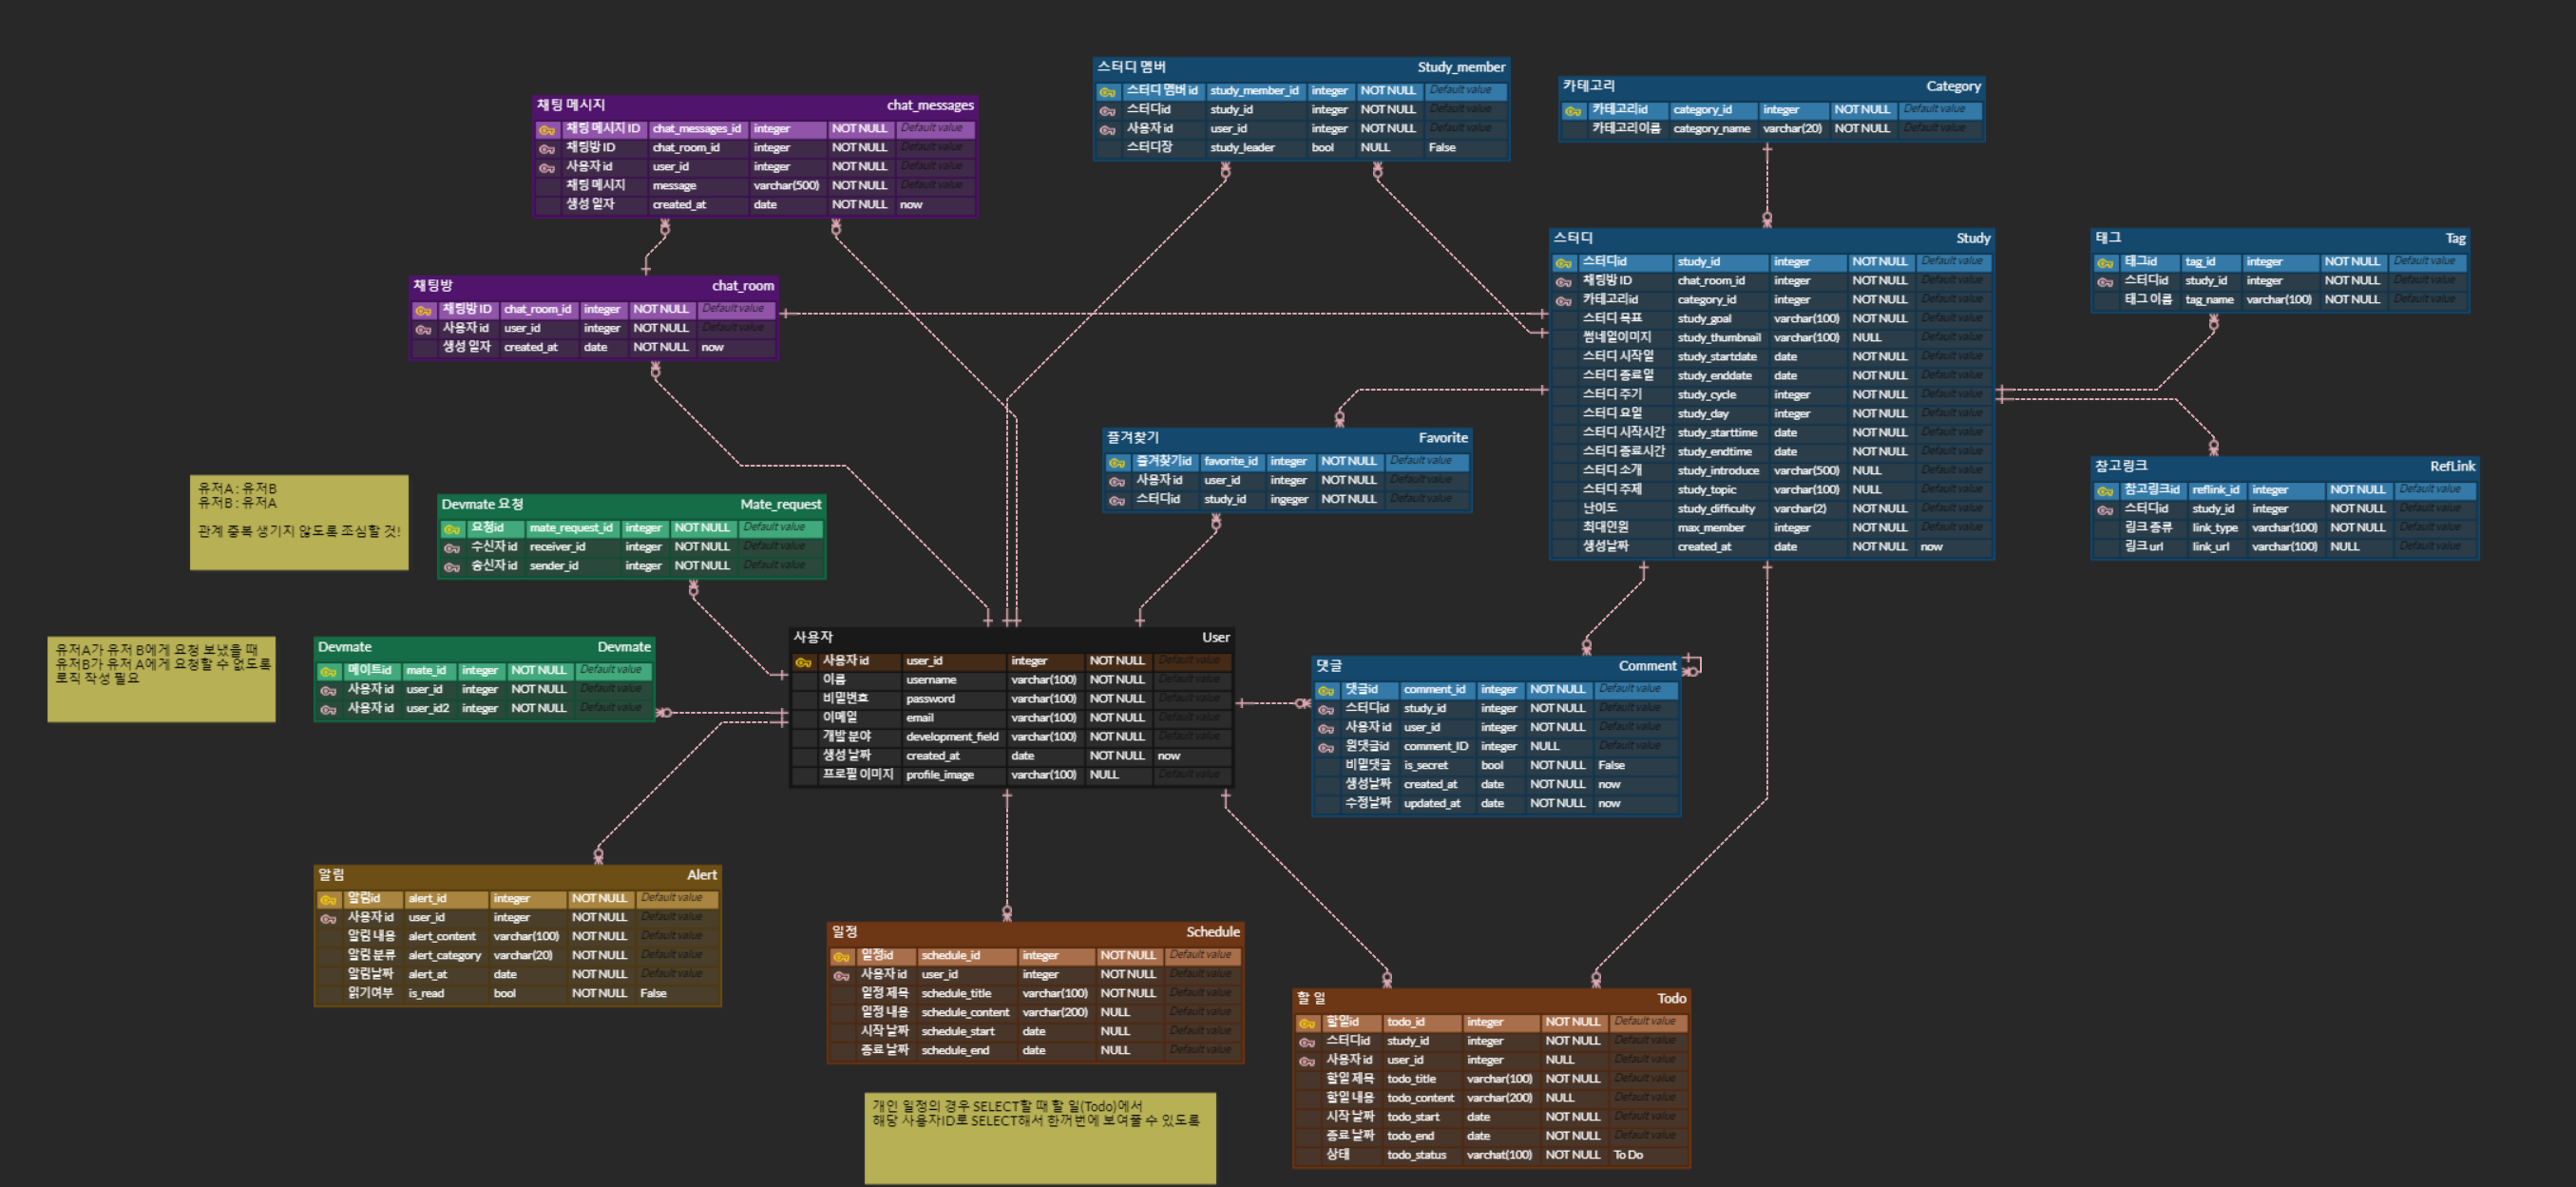 스터디 멤버 Study_member
스터디 멤버 id study_member_id integer NOT NULL Default value
스터디id study_id integer NOT NULL Default value
사용자 id user_id integer NOT NULL Default value
스터디장 study_leader bool NULL False
카테고리 Category
카테고리id category_id integer NOT NULL Default value
카테고리이름 category_name varchar(20) NOT NULL Default value
채팅 메시지 chat_messages
채팅 메시지 ID chat_messages_id integer NOT NULL Default value
채팅방 ID chat_room_id integer NOT NULL Default value
사용자 id user_id integer NOT NULL Default value
채팅 메시지 message varchar(500) NOT NULL Default value
생성 일자 created_at date NOT NULL now
스터디 Study
스터디id study_id integer NOT NULL Default value
채팅방 ID chat_room_id integer NOT NULL Default value
카테고리id category_id integer NOT NULL Default value
스터디 목표 study_goal varchar(100) NOT NULL Default value
썸네일이미지 study_thumbnail varchar(100) NULL Default value
스터디 시작일 study_startdate date NOT NULL Default value
스터디 종료일 study_enddate date NOT NULL Default value
스터디 주기 study_cycle integer NOT NULL Default value
스터디 요일 study_day integer NOT NULL Default value
스터디 시작시간 study_starttime date NOT NULL Default value
스터디 종료시간 study_endtime date NOT NULL Default value
스터디 소개 study_introduce varchar(500) NULL Default value
스터디 주제 study_topic varchar(100) NULL Default value
난이도 study_difficulty varchar(2) NOT NULL Default value
최대인원 max_member integer NOT NULL Default value
생성날짜 created_at date NOT NULL now
태그 Tag
태그id tag_id integer NOT NULL Default value
스터디id study_id integer NOT NULL Default value
태그 이름 tag_name varchar(100) NOT NULL Default value
채팅방 chat_room
채팅방 ID chat_room_id integer NOT NULL Default value
사용자 id user_id integer NOT NULL Default value
생성 일자 created_at date NOT NULL now
즐겨찾기 Favorite
즐겨찾기id favorite_id integer NOT NULL Default value
사용자 id user_id integer NOT NULL Default value
스터디id study_id ingeger NOT NULL Default value
참고링크 RefLink
참고링크id reflink_id integer NOT NULL Default value
스터디id study_id integer NOT NULL Default value
링크 종류 link_type varchar(100) NOT NULL Default value
링크 url link_url varchar(100) NULL Default value
유저A : 유저B
유저B : 유저A
관계 중복 생기지 않도록 조심할 것!
Devmate 요청 Mate_request
요청id mate_request_id integer NOT NULL Default value
수신자 id receiver_id integer NOT NULL Default value
송신자 id sender_id integer NOT NULL Default value
유저A가 유저 B에게 요청 보냈을 때
유저B가 유저 A에게 요청할 수 없도록
로직 작성 필요
Devmate Devmate
메이트id mate_id integer NOT NULL Default value
사용자 id user_id integer NOT NULL Default value
사용자 id user_id2 integer NOT NULL Default value
사용자 User
사용자 id user_id integer NOT NULL Default value
이름 username varchar(100) NOT NULL Default value
비밀번호 password varchar(100) NOT NULL Default value
이메일 email varchar(100) NOT NULL Default value
개발 분야 development_field varchar(100) NOT NULL Default value
생성 날짜 created_at date NOT NULL now
프로필 이미지 profile_image varchar(100) NULL Default value
댓글 Comment
댓글id comment_id integer NOT NULL Default value
스터디id study_id integer NOT NULL Default value
사용자 id user_id integer NOT NULL Default value
원댓글id comment_ID integer NULL Default value
비밀댓글 is_secret bool NOT NULL False
생성날짜 created_at date NOT NULL now
수정날짜 updated_at date NOT NULL now
알림 Alert
알림id alert_id integer NOT NULL Default value
사용자 id user_id integer NOT NULL Default value
알림 내용 alert_content varchar(100) NOT NULL Default value
알림 분류 alert_category varchar(20) NOT NULL Default value
알림날짜 alert_at date NOT NULL Default value
읽기여부 is_read bool NOT NULL False
일정 Schedule
일정id schedule_id integer NOT NULL Default value
사용자 id user_id integer NOT NULL Default value
일정 제목 schedule_title varchar(100) NOT NULL Default value
일정 내용 schedule_content varchar(200) NULL Default value
시작 날짜 schedule_start date NULL Default value
종료 날짜 schedule_end date NULL Default value
할 일 Todo
할일id todo_id integer NOT NULL Default value
스터디id study_id integer NOT NULL Default value
사용자 id user_id integer NULL Default value
할일 제목 todo_title varchar(100) NOT NULL Default value
할일 내용 todo_content varchar(200) NULL Default value
시작 날짜 todo_start date NOT NULL Default value
종료 날짜 todo_end date NOT NULL Default value
상태 todo_status varchat(100) NOT NULL To Do
개인 일정의 경우 SELECT할 때 할 일(Todo)에서
해당 사용자ID로 SELECT해서 한꺼번에 보여줄 수 있도록